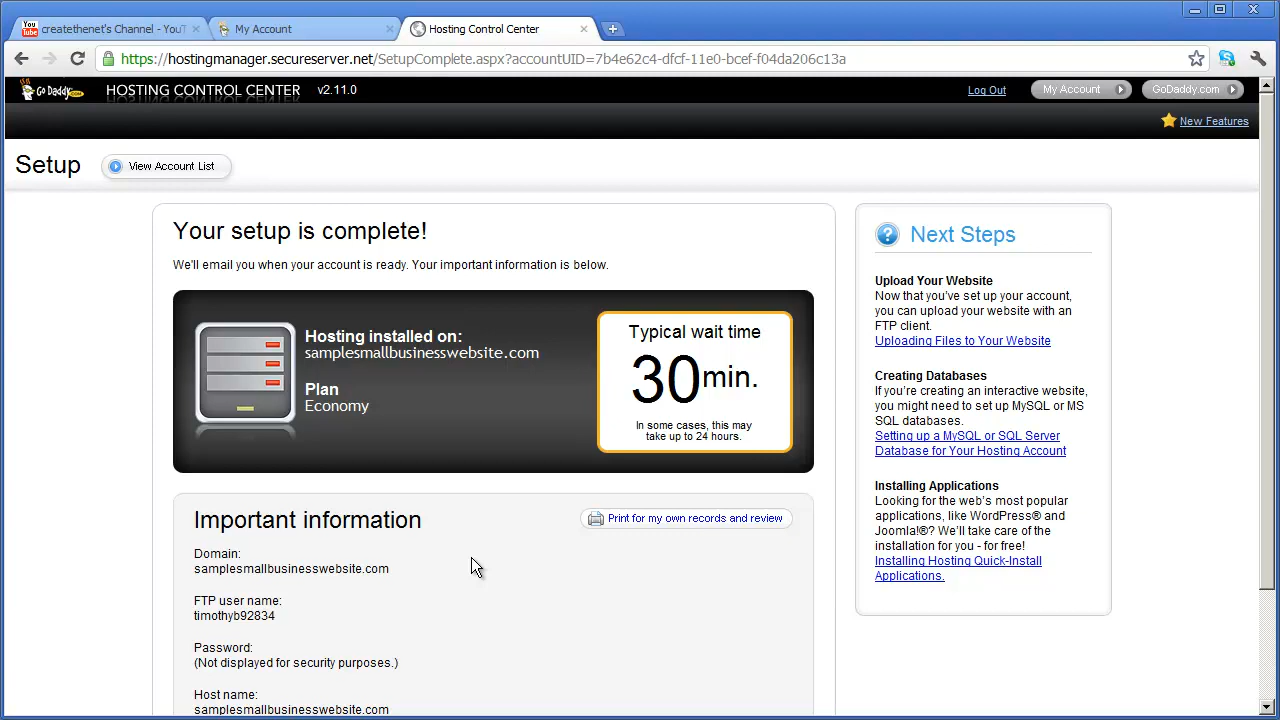 You Tube createthenet's Channel - YouT
My Account
Hosting Control Center
https://hostingmanager.secureserver.net/SetupComplete.aspx?accountUID=7b4e62c4-dfcf-11e0-bcef-f04da206c13a
Go Daddy.COM HOSTING CONTROL CENTER v2.11.0 Log Out My Account GoDaddy.com
New Features
Setup View Account List
Your setup is complete!
We'll email you when your account is ready. Your important information is below.
Hosting installed on:
samplesmallbusinesswebsite.com
Plan
Economy
Typical wait time
30 min.
In some cases, this may
take up to 24 hours.
Important information
Print for my own records and review
Domain:
samplesmallbusinesswebsite.com
FTP user name:
timothyb92834
Password:
(Not displayed for security purposes.)
Host name:
samplesmallbusinesswebsite.com
? Next Steps
Upload Your Website
Now that you've set up your account,
you can upload your website with an
FTP client.
Uploading Files to Your Website
Creating Databases
If you're creating an interactive website,
you might need to set up MySQL or MS
SQL databases.
Setting up a MySQL or SQL Server
Database for Your Hosting Account
Installing Applications
Looking for the web's most popular
applications, like WordPress® and
Joomla!®? We'll take care of the
installation for you - for free!
Installing Hosting Quick-Install
Applications.